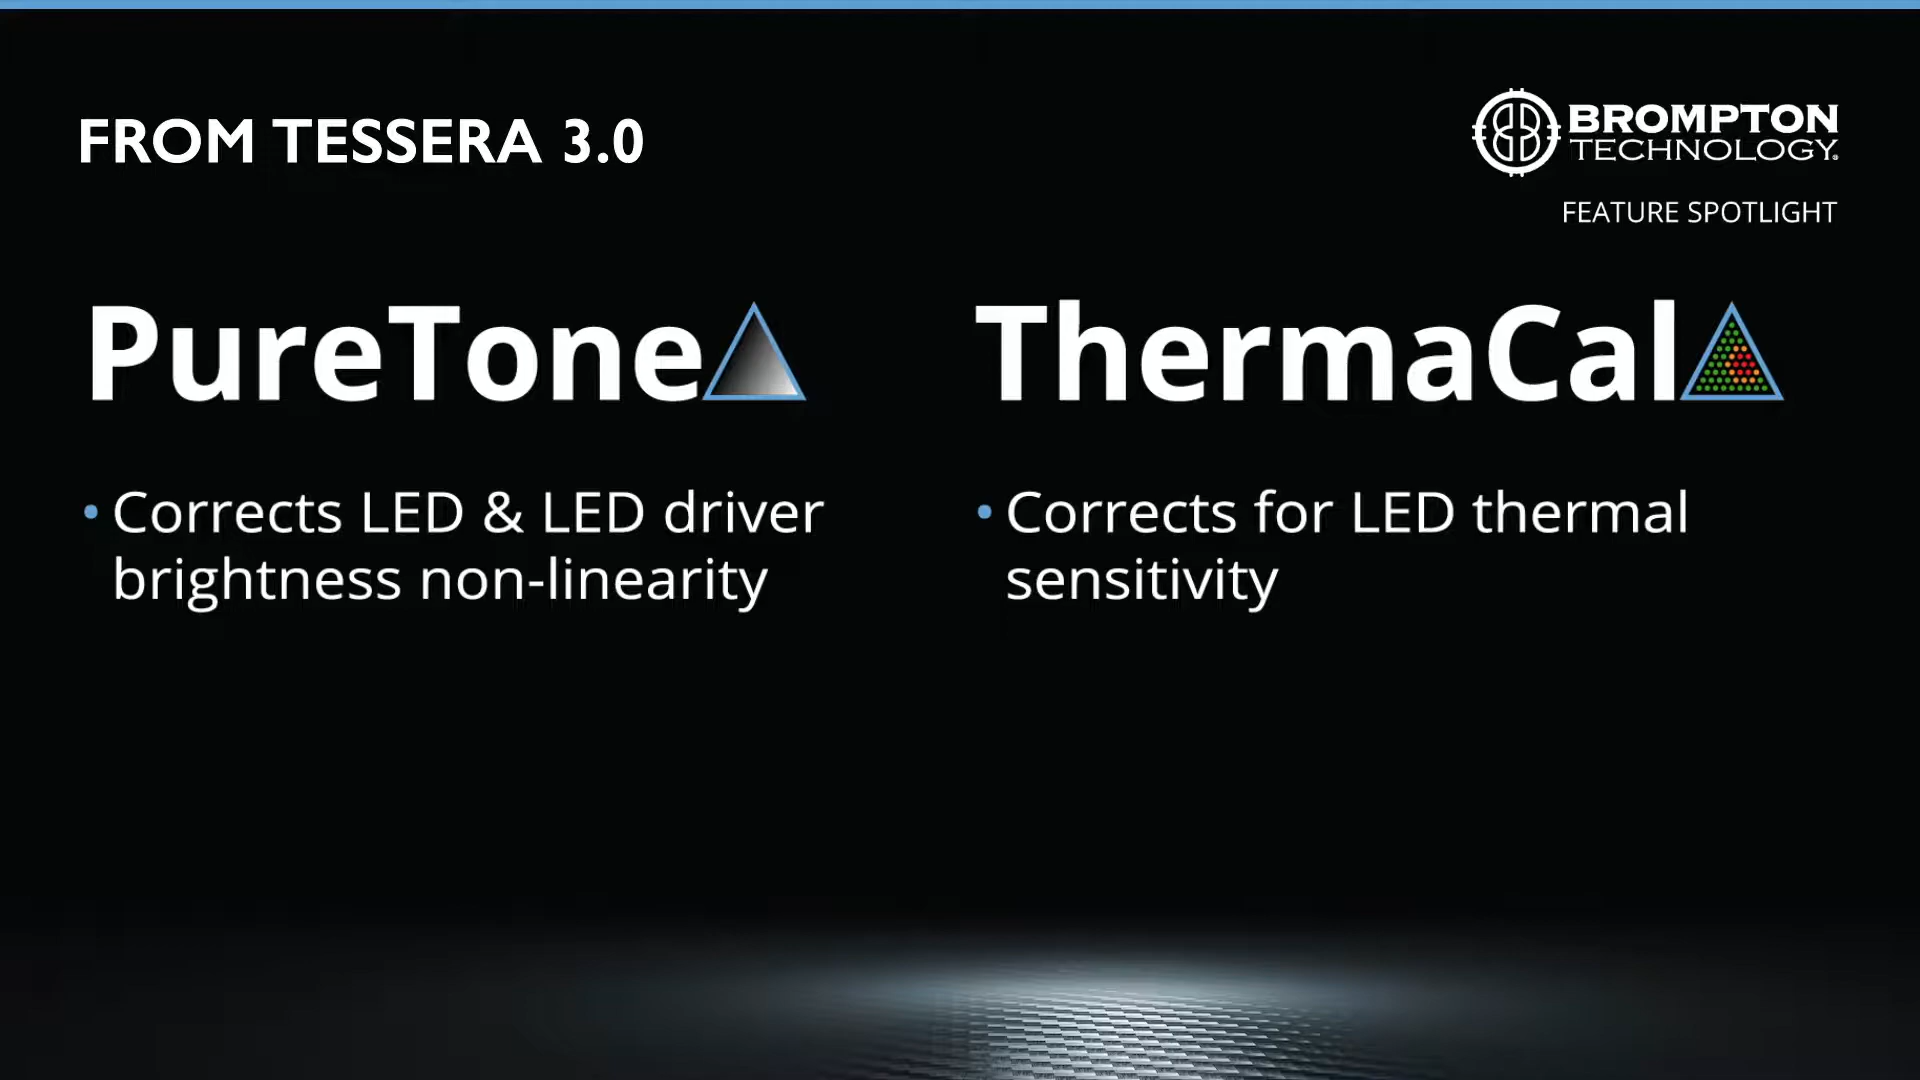 FROM TESSERA 3.0
BROMPTON
TECHNOLOGY
FEATURE SPOTLIGHT
PureTone
• Corrects LED & LED driver
brightness non-linearity
ThermaCal
• Corrects for LED thermal
sensitivity